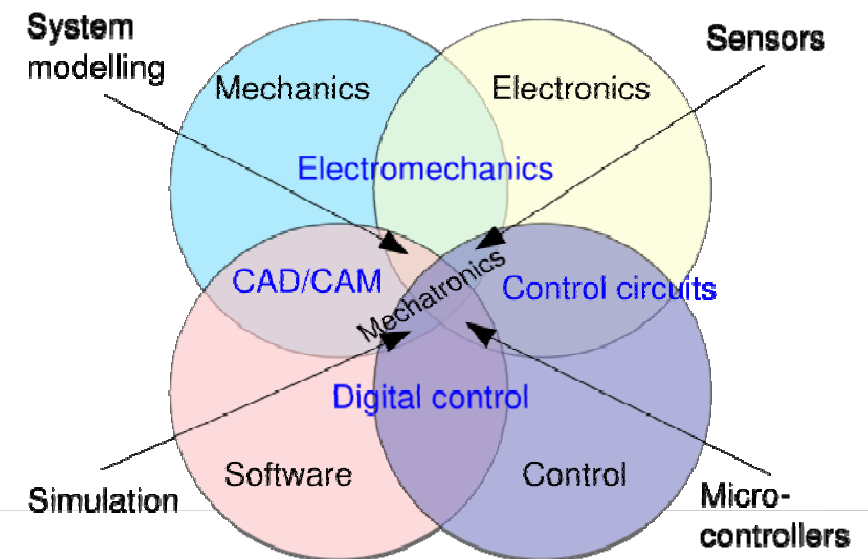 System
modelling
Sensors
Mechanics
Electronics
Electromechanics
CAD/CAM
Mechatronics
Control circuits
Digital control
Software
Control
Simulation
Micro-
controllers